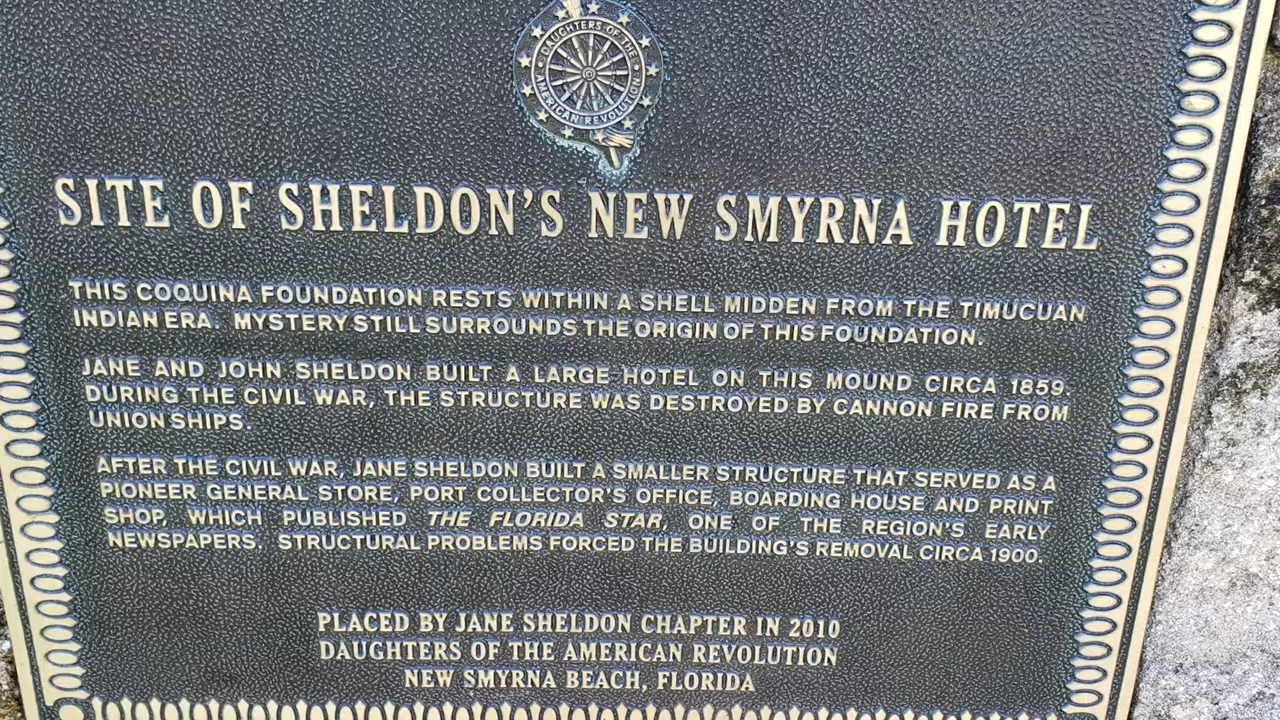 DAUGHTERS OF THE
AMERICAN REVOLUTION
SITE OF SHELDON'S NEW SMYRNA HOTEL
THIS COQUINA FOUNDATION RESTS WITHIN A SHELL MIDDEN FROM THE TIMUCUAN
INDIAN ERA. MYSTERY STILL SURROUNDS THE ORIGIN OF THIS FOUNDATION.
JANE AND JOHN SHELDON BUILT A LARGE HOTEL ON THIS MOUND CIRCA 1859.
DURING THE CIVIL WAR, THE STRUCTURE WAS DESTROYED BY CANNON FIRE FROM
UNION SHIPS.
AFTER THE CIVIL WAR, JANE SHELDON BUILT A SMALLER STRUCTURE THAT SERVED AS A
PIONEER GENERAL STORE, PORT COLLECTOR'S OFFICE, BOARDING HOUSE AND PRINT
SHOP, WHICH PUBLISHED THE FLORIDA STAR, ONE OF THE REGION'S EARLY
NEWSPAPERS. STRUCTURAL PROBLEMS FORCED THE BUILDING'S REMOVAL CIRCA 1900.
PLACED BY JANE SHELDON CHAPTER IN 2010
DAUGHTERS OF THE AMERICAN REVOLUTION
NEW SMYRNA BEACH, FLORIDA